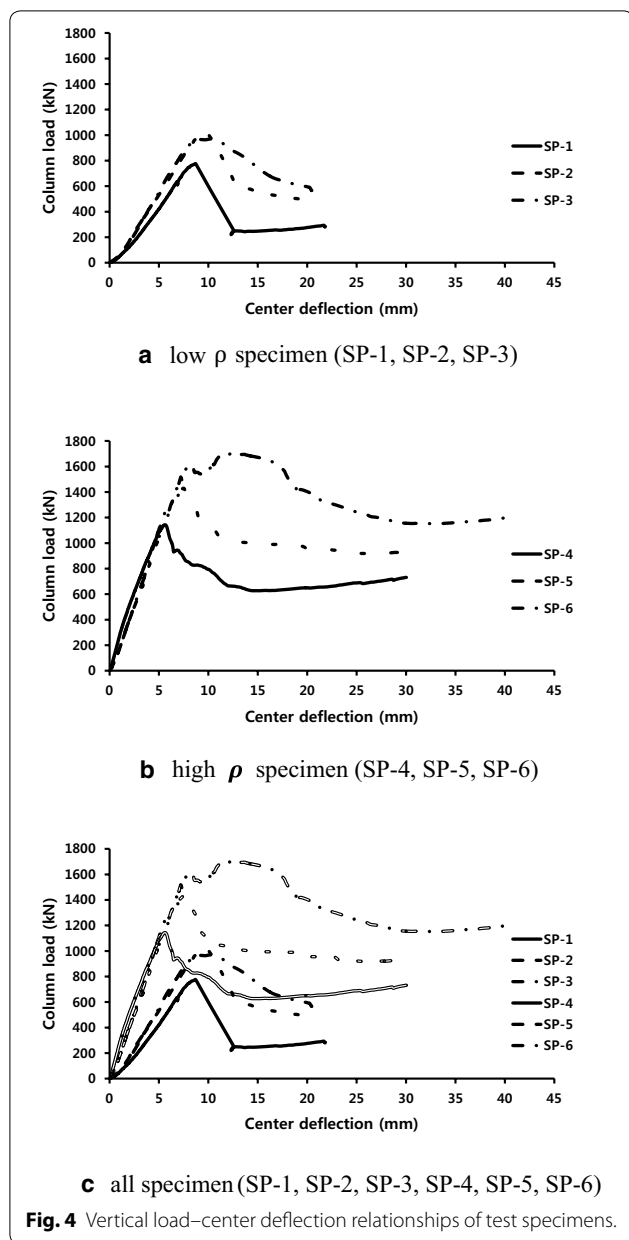 1800
1600
1400
1200
1000
800
600
400
200
0
Column load (kN)
SP-1
SP-2
SP-3
0 5 10 15 20 25 30 35 40 45
Center deflection (mm)
a low ρ specimen (SP-1, SP-2, SP-3)
1800
1600
1400
1200
1000
800
600
400
200
0
Column load (kN)
SP-4
SP-5
SP-6
0 5 10 15 20 25 30 35 40 45
Center deflection (mm)
b high ρ specimen (SP-4, SP-5, SP-6)
1800
1600
1400
1200
1000
800
600
400
200
0
Column load (kN)
SP-1
SP-2
SP-3
SP-4
SP-5
SP-6
0 5 10 15 20 25 30 35 40 45
Center deflection (mm)
c all specimen (SP-1, SP-2, SP-3, SP-4, SP-5, SP-6)
Fig. 4 Vertical load–center deflection relationships of test specimens.